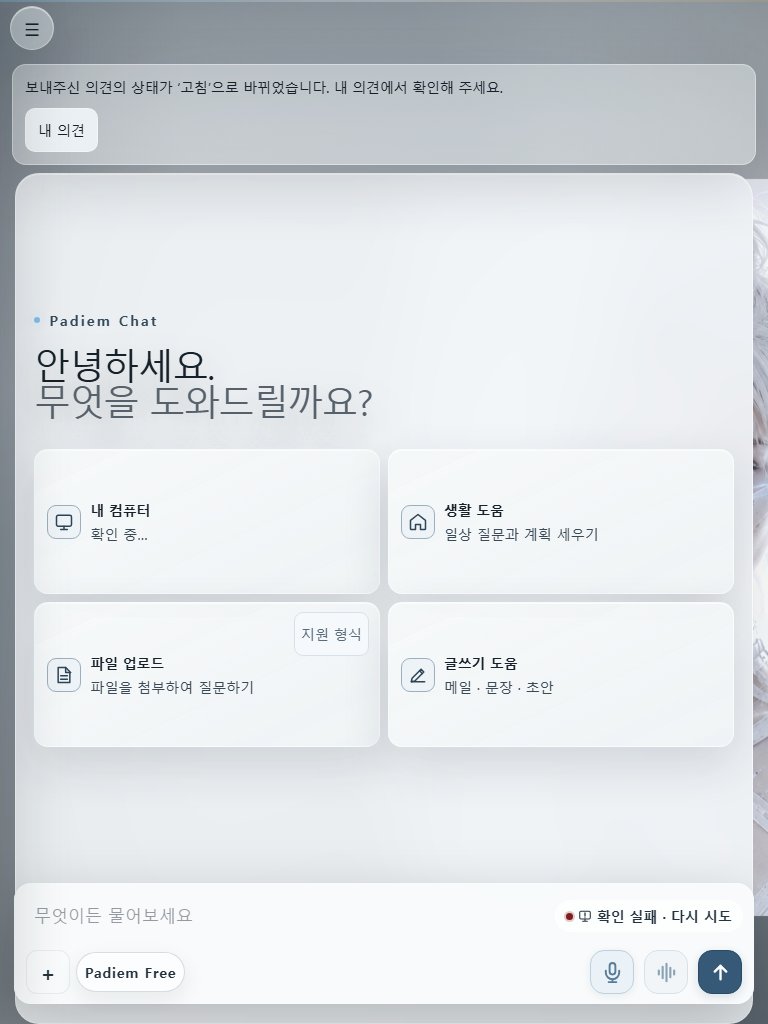 보내주신 의견의 상태가 ‘고침’으로 바뀌었습니다. 내 의견에서 확인해 주세요.
내 의견
Padiem Chat
안녕하세요.
무엇을 도와드릴까요?
내 컴퓨터
확인 중...
생활 도움
일상 질문과 계획 세우기
지원 형식
파일 업로드
파일을 첨부하여 질문하기
글쓰기 도움
메일 · 문장 · 초안
무엇이든 물어보세요
확인 실패 · 다시 시도
Padiem Free